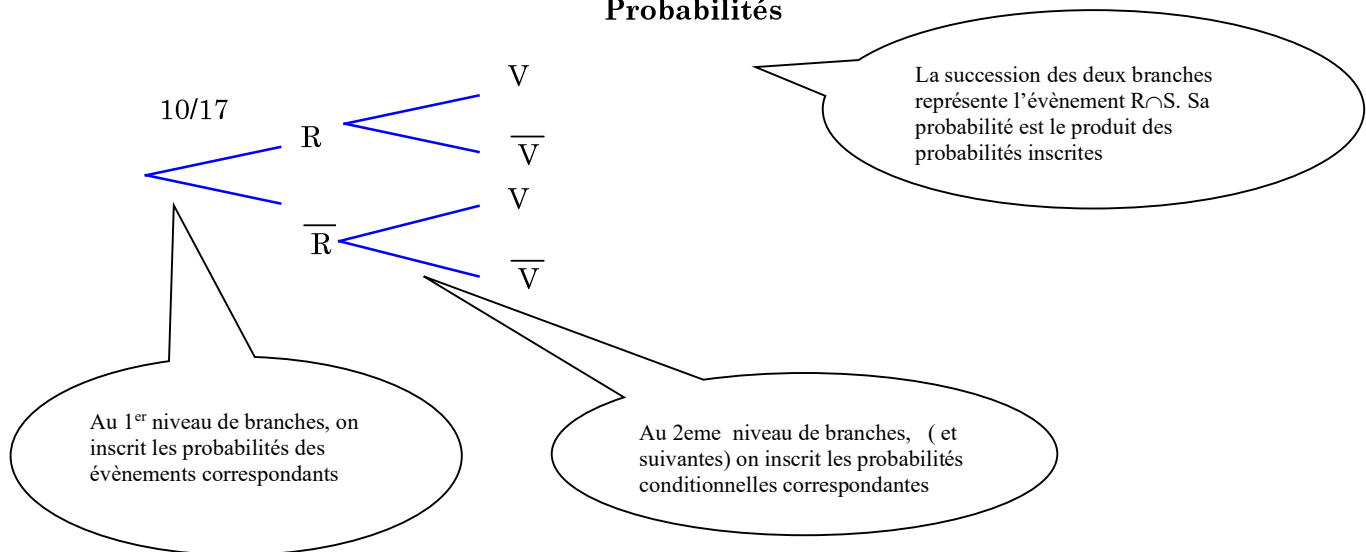 Probabilités
La succession des deux branches
représente l’évènement R∩S. Sa
probabilité est le produit des
probabilités inscrites
10/17
R
V
V̅
R̅
V
V̅
Au 1er niveau de branches, on
inscrit les probabilités des
évènements correspondants
Au 2eme niveau de branches, ( et
suivantes) on inscrit les probabilités
conditionnelles correspondantes